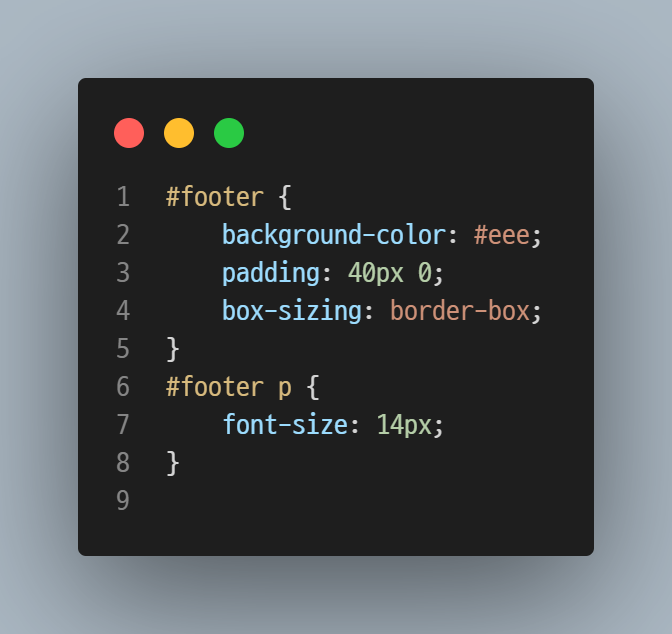 1 #footer {
2     background-color: #eee;
3     padding: 40px 0;
4     box-sizing: border-box;
5 }
6 #footer p {
7     font-size: 14px;
8 }
9